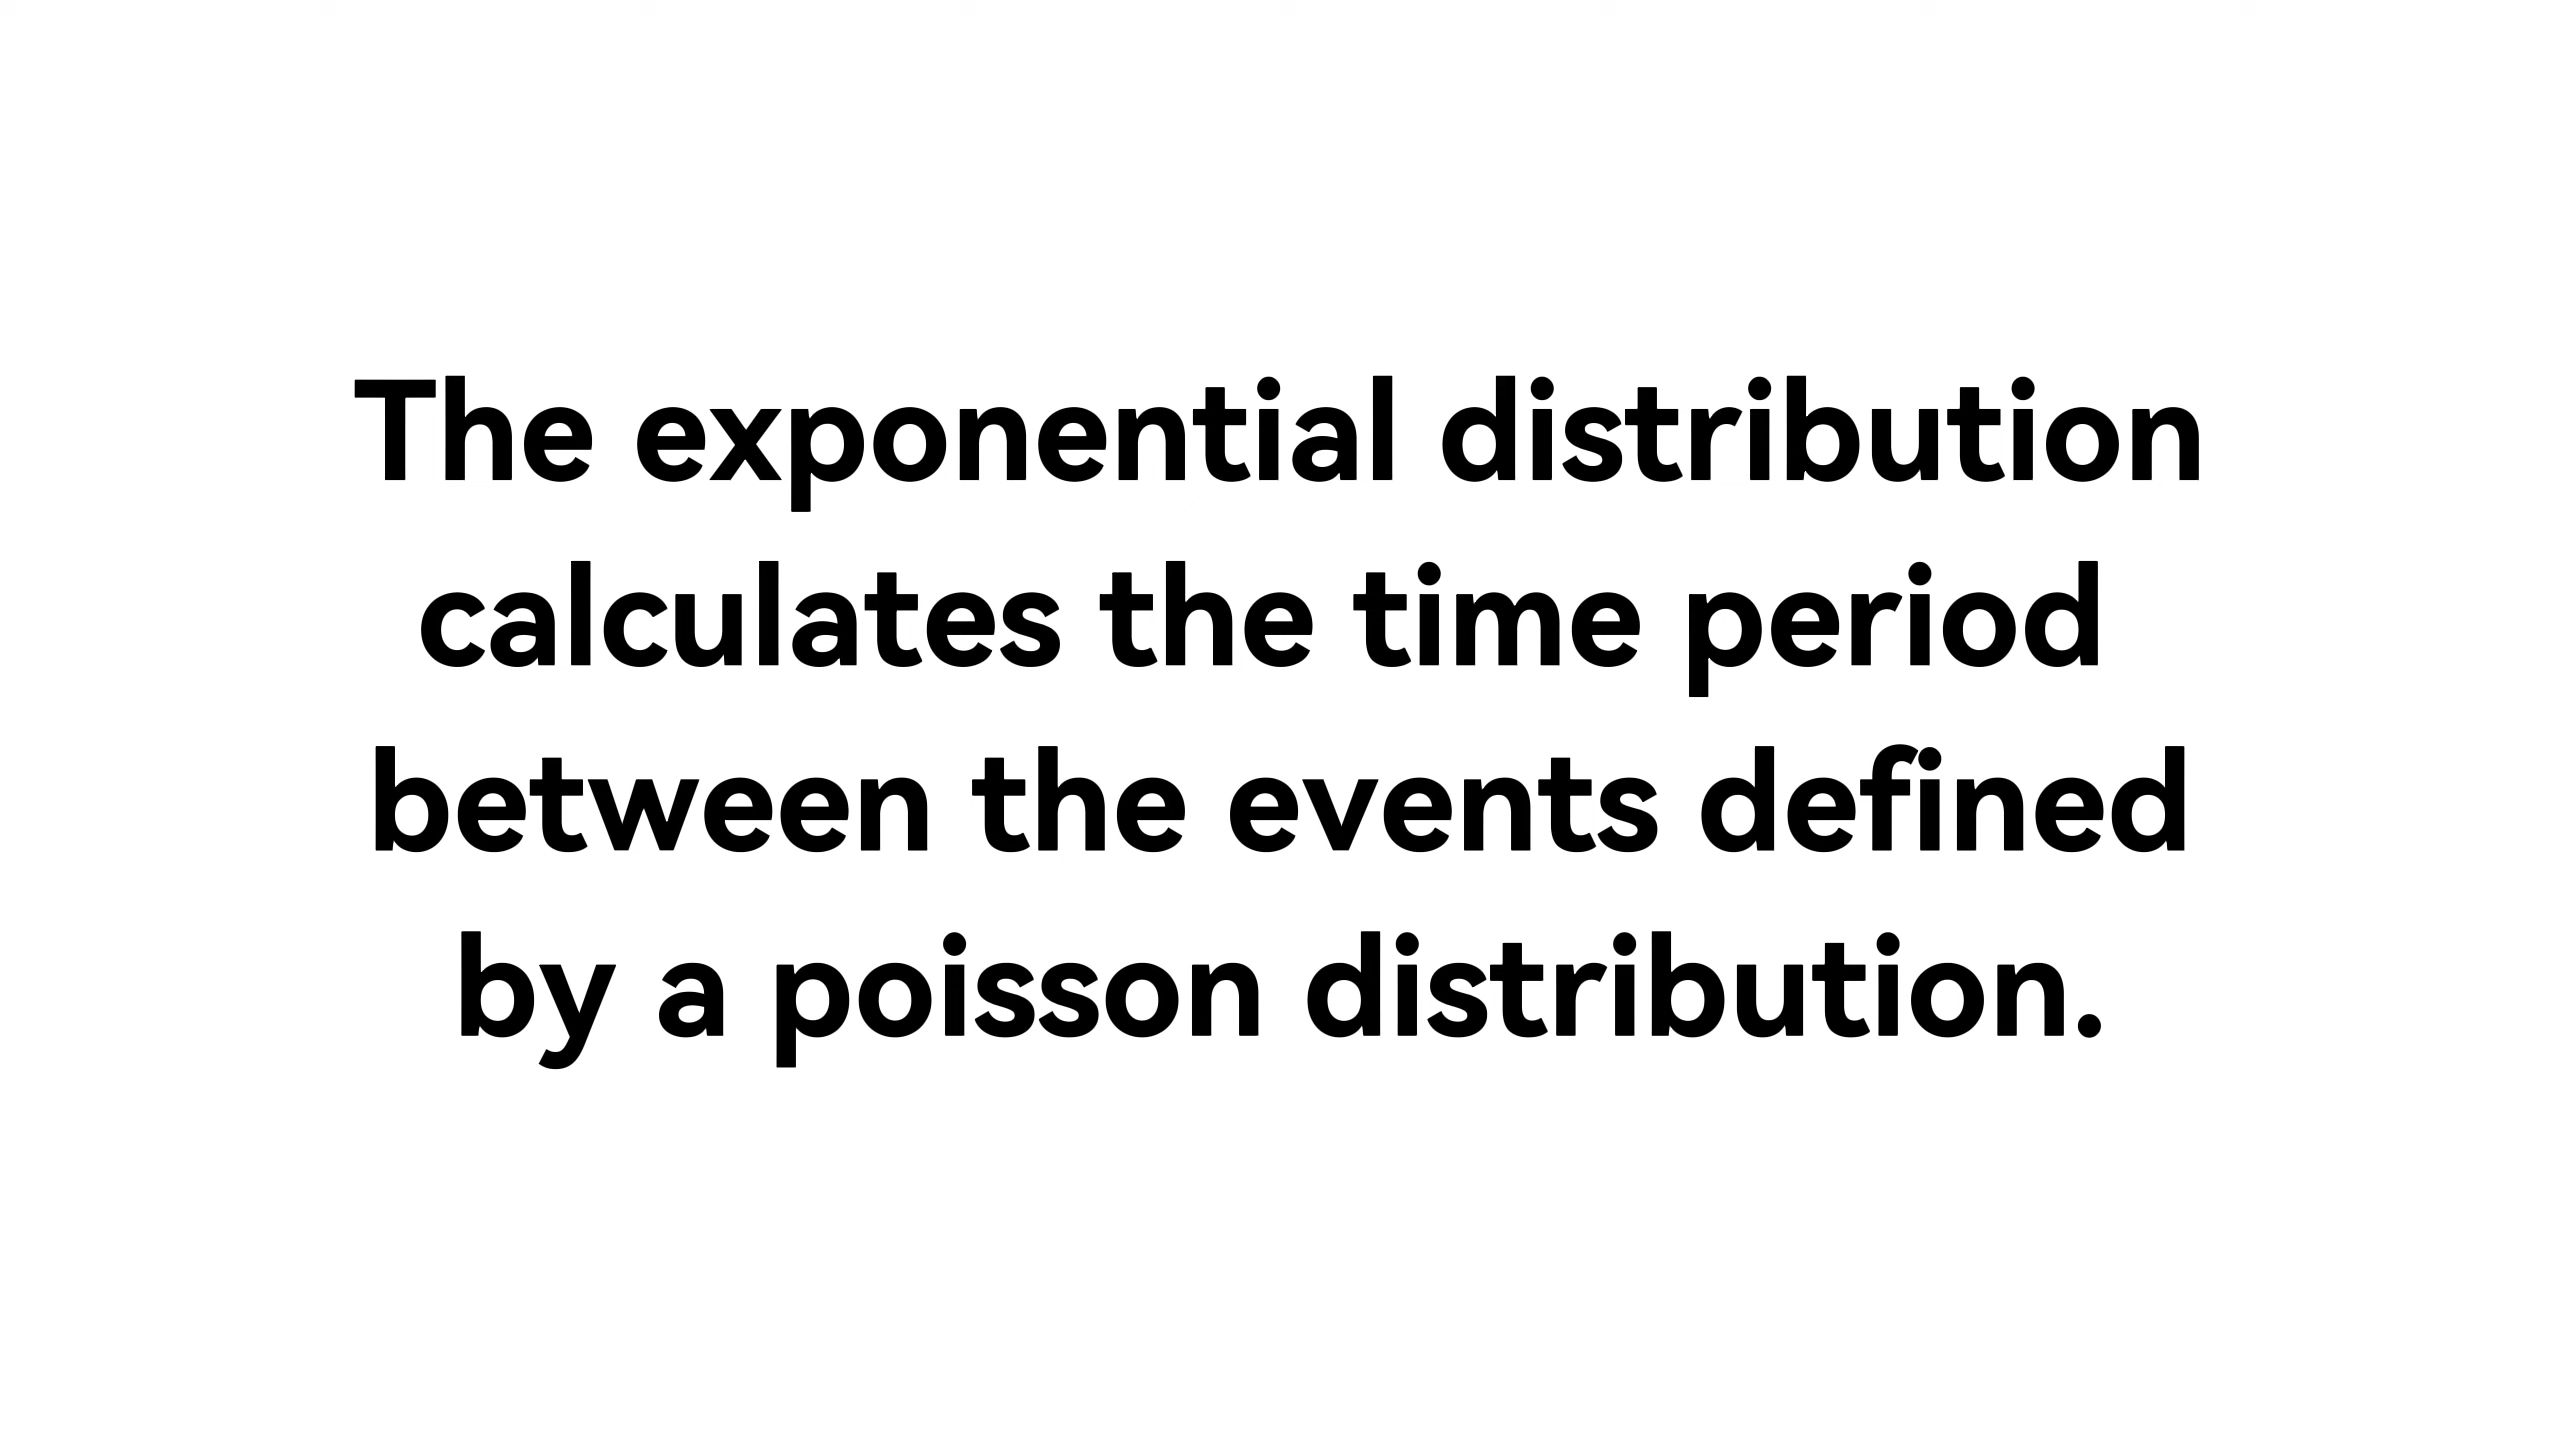 The exponential distribution
calculates the time period
between the events defined
by a poisson distribution.